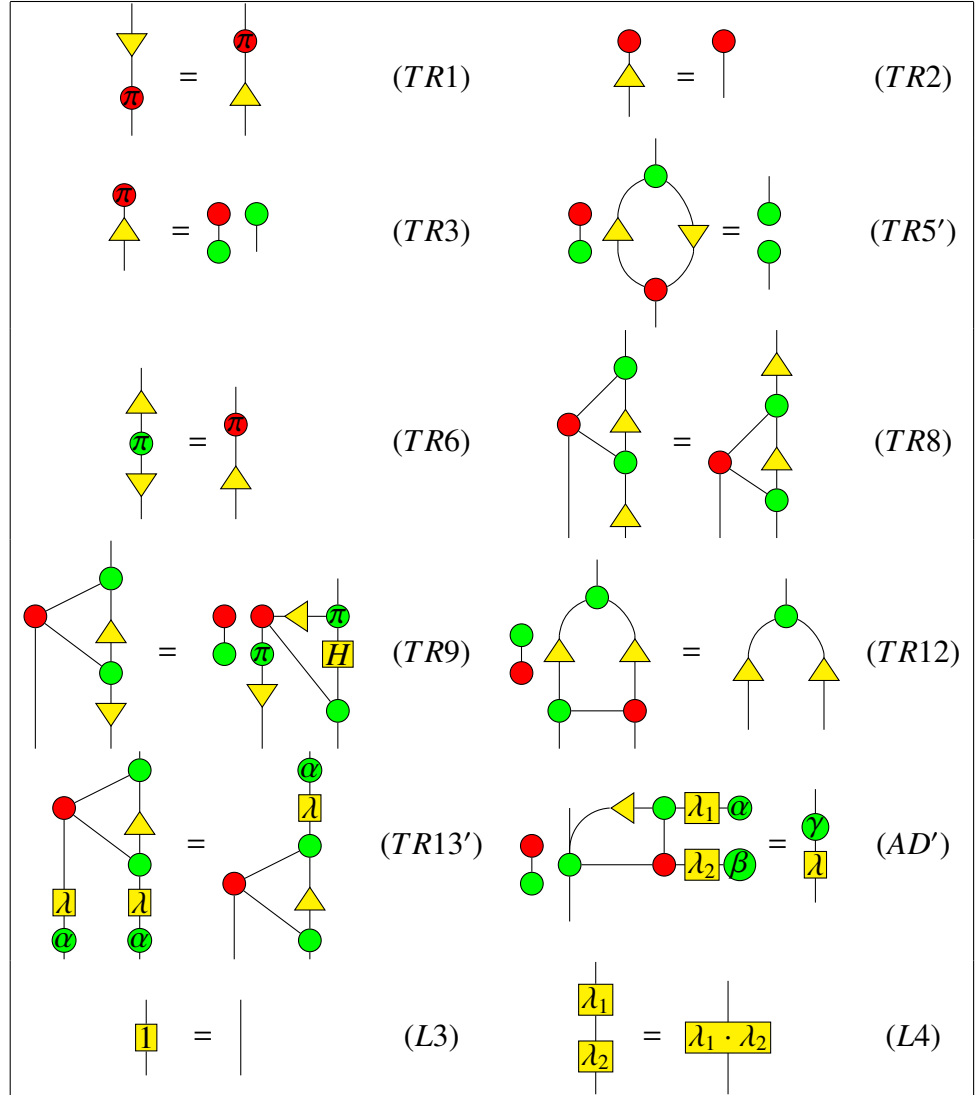 π = π (TR1)
= (TR2)
π = (TR3)
= (TR5')
π = π (TR6)
= (TR8)
= π π H (TR9)
= (TR12)
λ λ α α = α λ (TR13')
λ₁ α λ₂ β = γ λ (AD')
1 = (L3)
λ₁ λ₂ = λ₁ · λ₂ (L4)